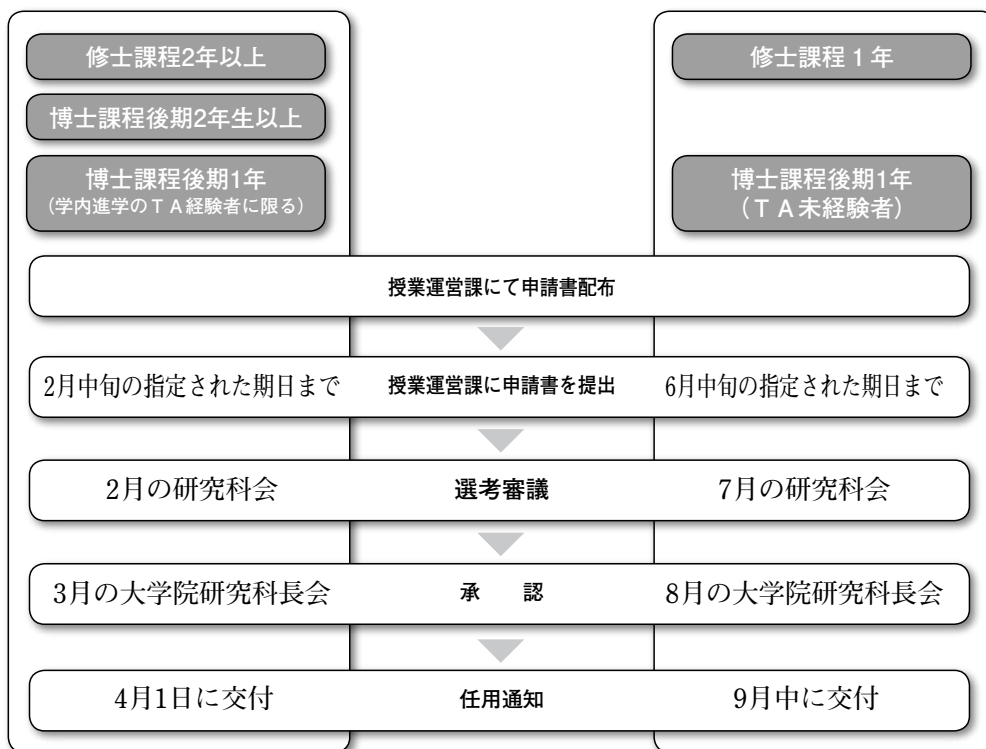 修士課程2年以上
修士課程1年
博士課程後期2年生以上
博士課程後期1年
(学内進学のTA経験者に限る)
博士課程後期1年
(TA未経験者)
授業運営課にて申請書配布
2月中旬の指定された期日まで 授業運営課に申請書を提出 6月中旬の指定された期日まで
2月の研究科会 選考審議 7月の研究科会
3月の大学院研究科長会 承 認 8月の大学院研究科長会
4月1日に交付 任用通知 9月中に交付